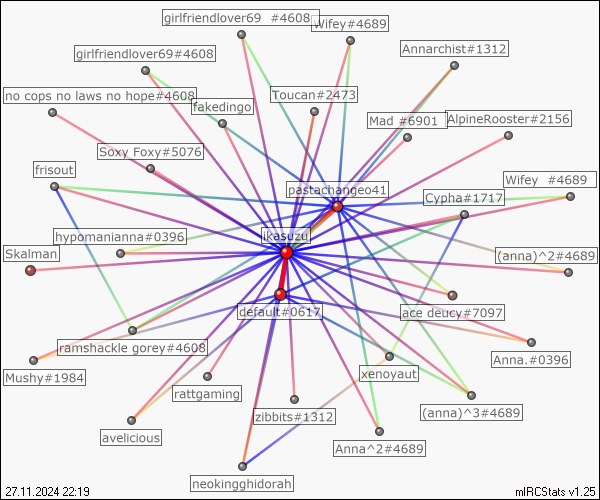 girlfriendlover69  #4608
Wifey#4689
girlfriendlover69#4608
Annarchist#1312
no cops no laws no hope#4608
fakedingo
Toucan#2473
Mad #6901
AlpineRooster#2156
Soxy Foxy#5076
frisout
pastachangeo41
Cypha#1717
Wifey  #4689
hypomanianna#0396
ikasuzu
Skalman
(anna)^2#4689
default#0617
ace deucy#7097
ramshackle gorey#4608
Anna.#0396
Mushy#1984
rattgaming
xenoyaut
zibbits#1312
(anna)^3#4689
avelicious
Anna^2#4689
neokingghidorah
27.11.2024 22:19
mIRCStats v1.25